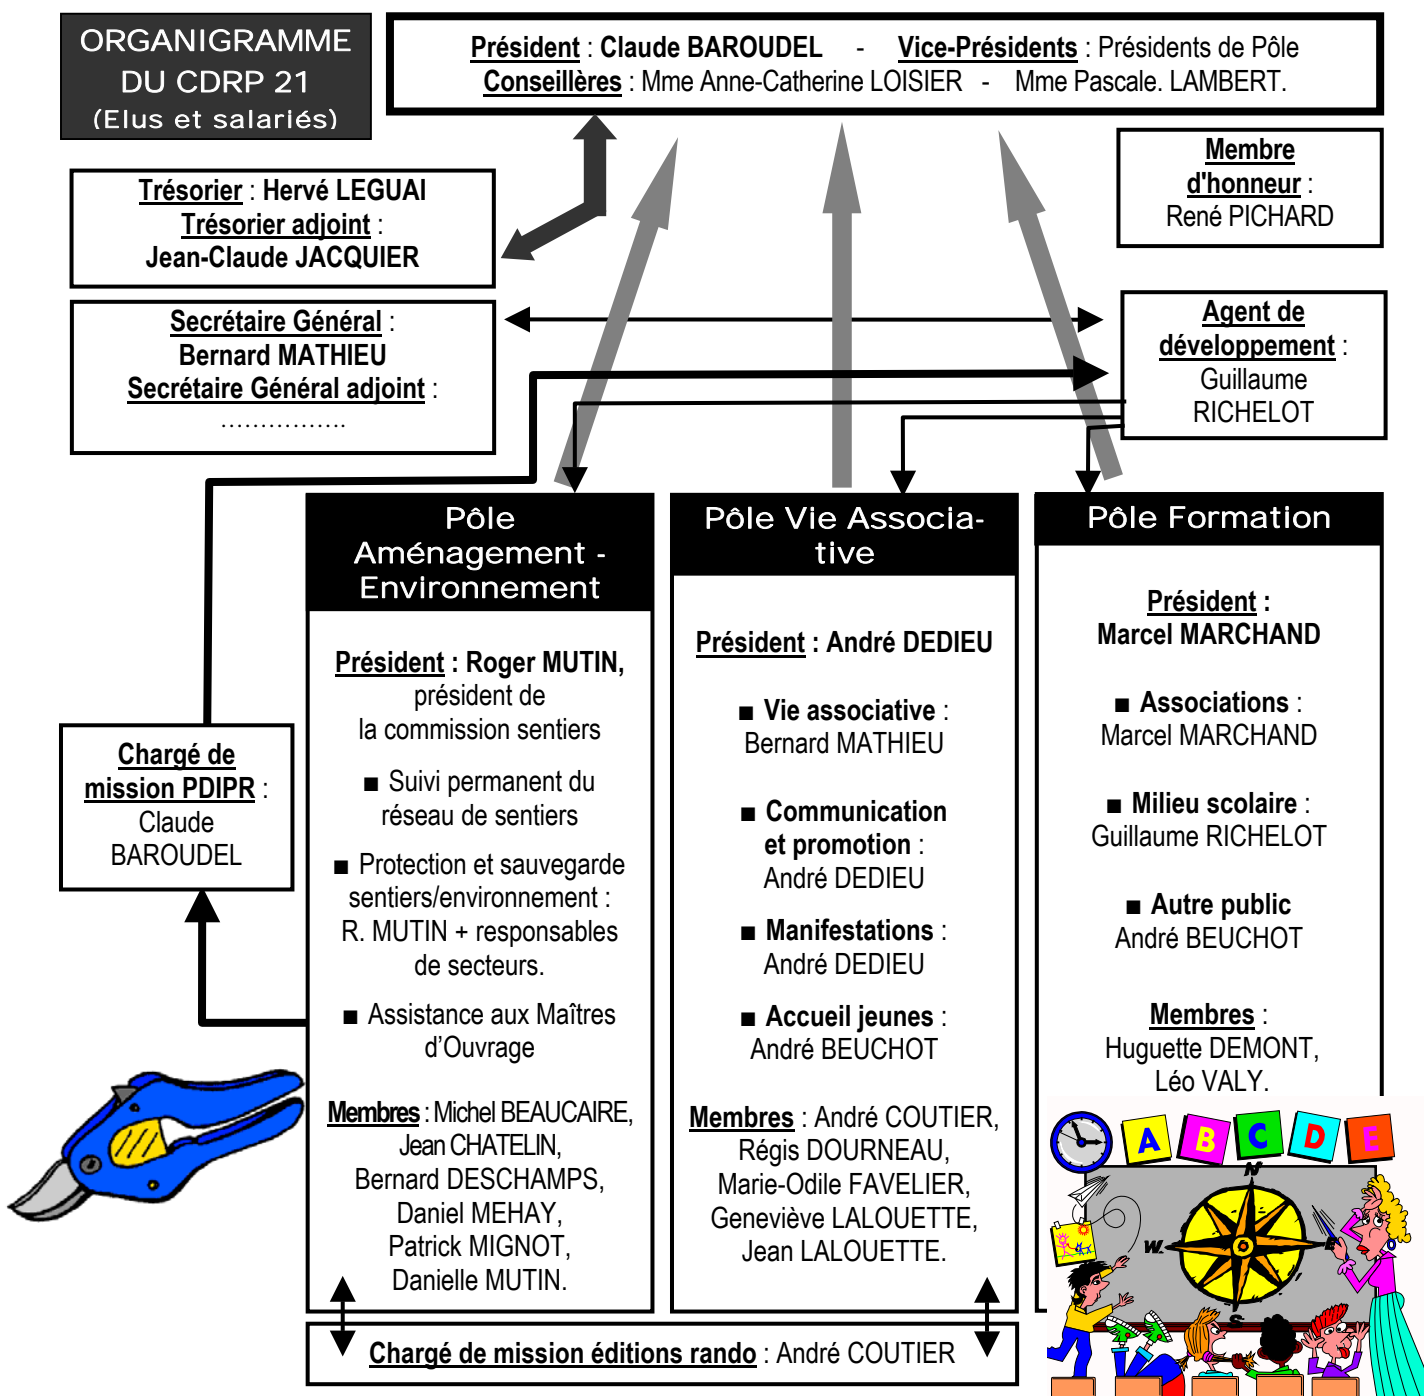 ORGANIGRAMME
DU CDRP 21
(Elus et salariés)
Président : Claude BAROUDEL - Vice-Présidents : Présidents de Pôle
Conseillères : Mme Anne-Catherine LOISIER - Mme Pascale. LAMBERT.
Membre
d'honneur :
René PICHARD
Trésorier : Hervé LEGUAI
Trésorier adjoint :
Jean-Claude JACQUIER
Secrétaire Général :
Bernard MATHIEU
Secrétaire Général adjoint :
................
Agent de
développement :
Guillaume
RICHELOT
Chargé de
mission PDIPR :
Claude
BAROUDEL
Pôle
Aménagement -
Environnement
Président : Roger MUTIN,
président de
la commission sentiers
■ Suivi permanent du
réseau de sentiers
■ Protection et sauvegarde
sentiers/environnement :
R. MUTIN + responsables
de secteurs.
■ Assistance aux Maîtres
d’Ouvrage
Membres : Michel BEAUCAIRE,
Jean CHATELIN,
Bernard DESCHAMPS,
Daniel MEHAY,
Patrick MIGNOT,
Danielle MUTIN.
Pôle Vie Associa-
tive
Président : André DEDIEU
■ Vie associative :
Bernard MATHIEU
■ Communication
et promotion :
André DEDIEU
■ Manifestations :
André DEDIEU
■ Accueil jeunes :
André BEUCHOT
Membres : André COUTIER,
Régis DOURNEAU,
Marie-Odile FAVELIER,
Geneviève LALOUETTE,
Jean LALOUETTE.
Pôle Formation
Président :
Marcel MARCHAND
■ Associations :
Marcel MARCHAND
■ Milieu scolaire :
Guillaume RICHELOT
■ Autre public
André BEUCHOT
Membres :
Huguette DEMONT,
Léo VALY.
A B C D E
N
W. E
S
Chargé de mission éditions rando : André COUTIER